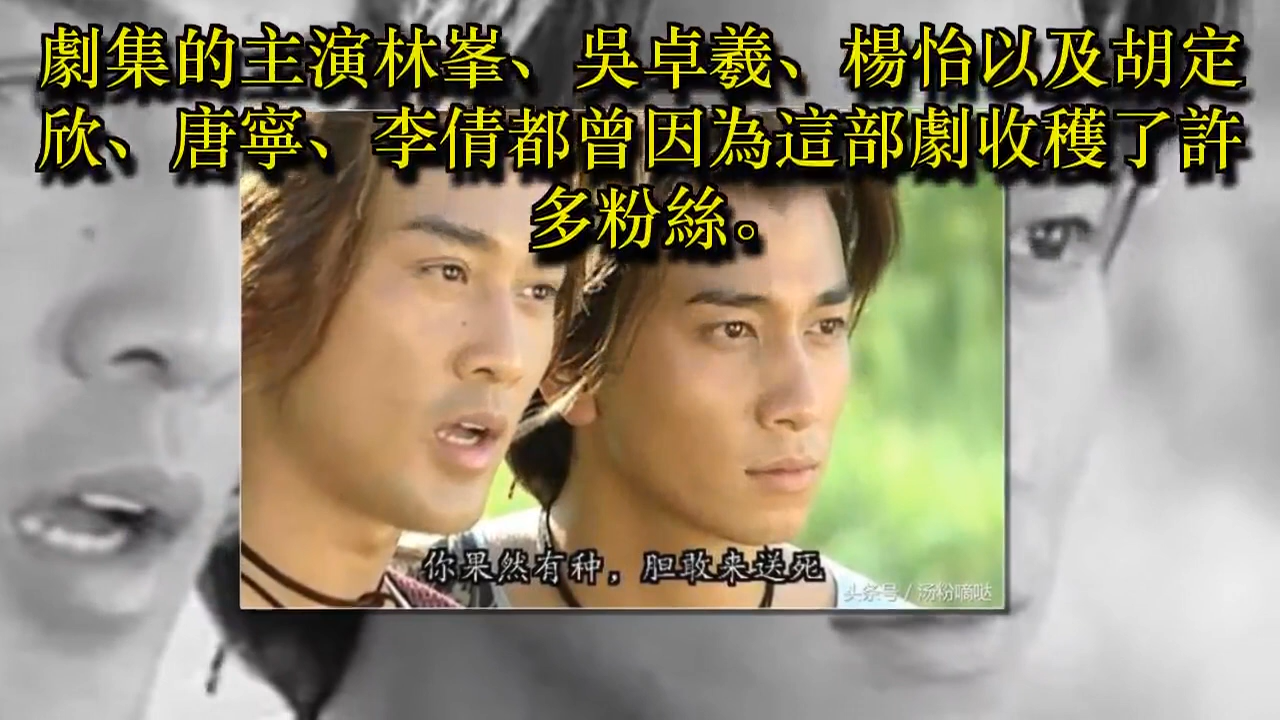 劇集的主演林峯、吳卓羲、楊怡以及胡定
欣、唐寧、李倩都曾因為這部劇收穫了許
多粉絲。
你果然有种，胆敢来送死
头条号 / 汤粉嘀哒